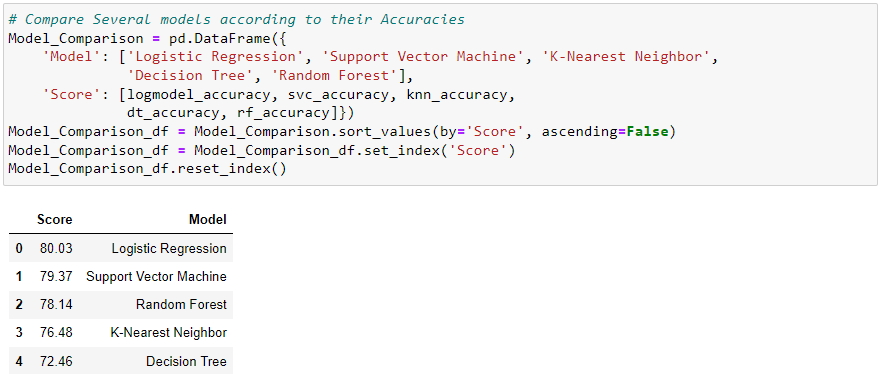 # Compare Several models according to their Accuracies
Model_Comparison = pd.DataFrame({
    'Model': ['Logistic Regression', 'Support Vector Machine', 'K-Nearest Neighbor',
              'Decision Tree', 'Random Forest'],
    'Score': [logmodel_accuracy, svc_accuracy, knn_accuracy,
              dt_accuracy, rf_accuracy]})
Model_Comparison_df = Model_Comparison.sort_values(by='Score', ascending=False)
Model_Comparison_df = Model_Comparison_df.set_index('Score')
Model_Comparison_df.reset_index()
Score Model
0 80.03 Logistic Regression
1 79.37 Support Vector Machine
2 78.14 Random Forest
3 76.48 K-Nearest Neighbor
4 72.46 Decision Tree